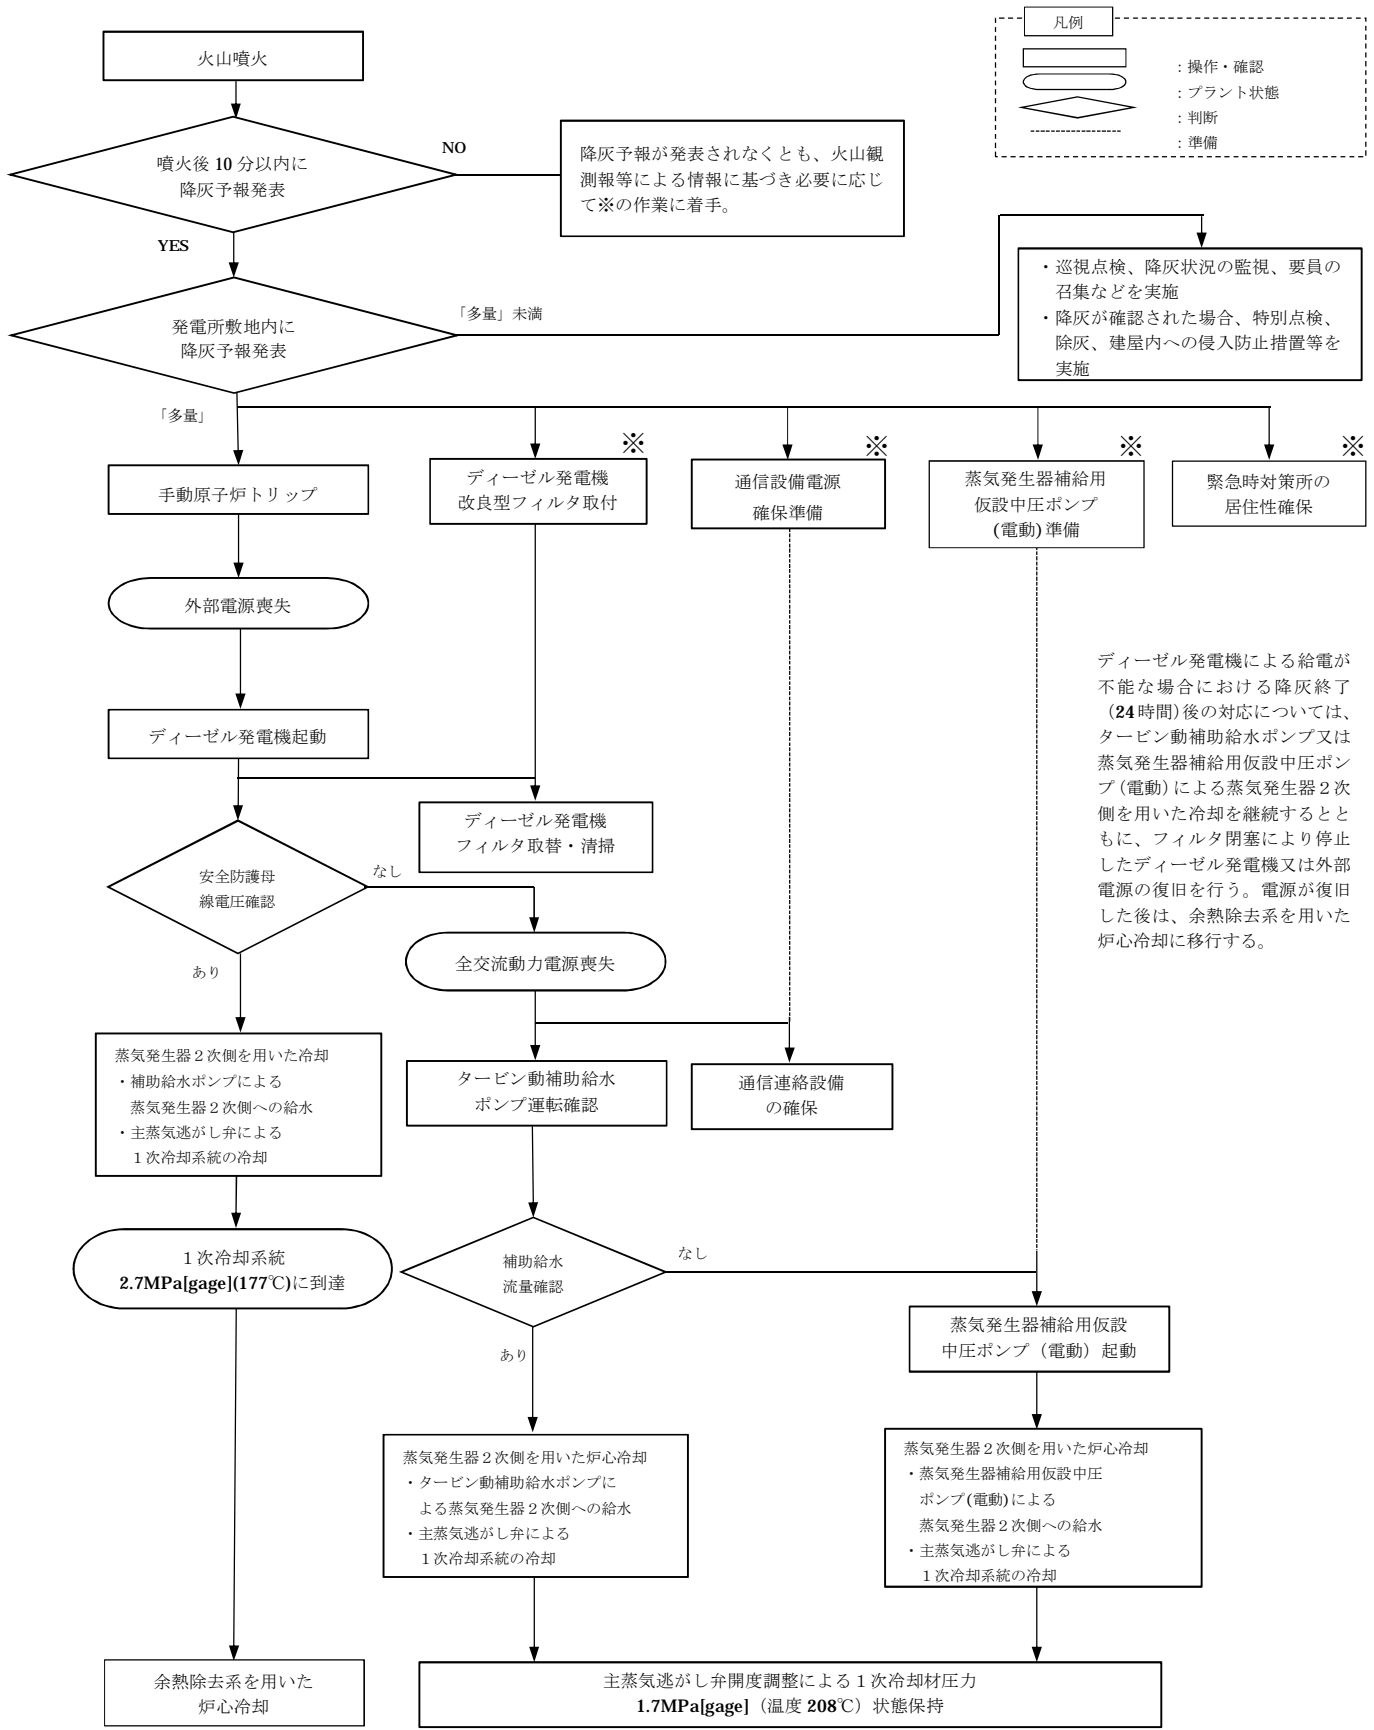 凡例
：操作・確認
：プラント状態
：判断
：準備
火山噴火
噴火後 10 分以内に
降灰予報発表
NO
降灰予報が発表されなくとも、火山観
測報等による情報に基づき必要に応じ
て※の作業に着手。
YES
発電所敷地内に
降灰予報発表
「多量」未満
・巡視点検、降灰状況の監視、要員の
召集などを実施
・降灰が確認された場合、特別点検、
除灰、建屋内への侵入防止措置等を
実施
「多量」
手動原子炉トリップ
※
ディーゼル発電機
改良型フィルタ取付
※
通信設備電源
確保準備
※
蒸気発生器補給用
仮設中圧ポンプ
(電動)準備
※
緊急時対策所の
居住性確保
外部電源喪失
ディーゼル発電機起動
ディーゼル発電機
フィルタ取替・清掃
ディーゼル発電機による給電が
不能な場合における降灰終了
（24時間）後の対応については、
タービン動補助給水ポンプ又は
蒸気発生器補給用仮設中圧ポン
プ（電動）による蒸気発生器２次
側を用いた冷却を継続するとと
もに、フィルタ閉塞により停止
したディーゼル発電機又は外部
電源の復旧を行う。電源が復旧
した後は、余熱除去系を用いた
炉心冷却に移行する。
安全防護母
線電圧確認
なし
あり
全交流動力電源喪失
蒸気発生器２次側を用いた冷却
・補助給水ポンプによる
蒸気発生器２次側への給水
・主蒸気逃がし弁による
１次冷却系統の冷却
タービン動補助給水
ポンプ運転確認
通信連絡設備
の確保
１次冷却系統
2.7MPa[gage](177℃)に到達
補助給水
流量確認
なし
あり
蒸気発生器補給用仮設
中圧ポンプ（電動）起動
蒸気発生器２次側を用いた炉心冷却
・タービン動補助給水ポンプに
よる蒸気発生器２次側への給水
・主蒸気逃がし弁による
１次冷却系統の冷却
蒸気発生器２次側を用いた炉心冷却
・蒸気発生器補給用仮設中圧
ポンプ(電動)による
蒸気発生器２次側への給水
・主蒸気逃がし弁による
１次冷却系統の冷却
余熱除去系を用いた
炉心冷却
主蒸気逃がし弁開度調整による１次冷却材圧力
1.7MPa[gage]（温度 208℃）状態保持